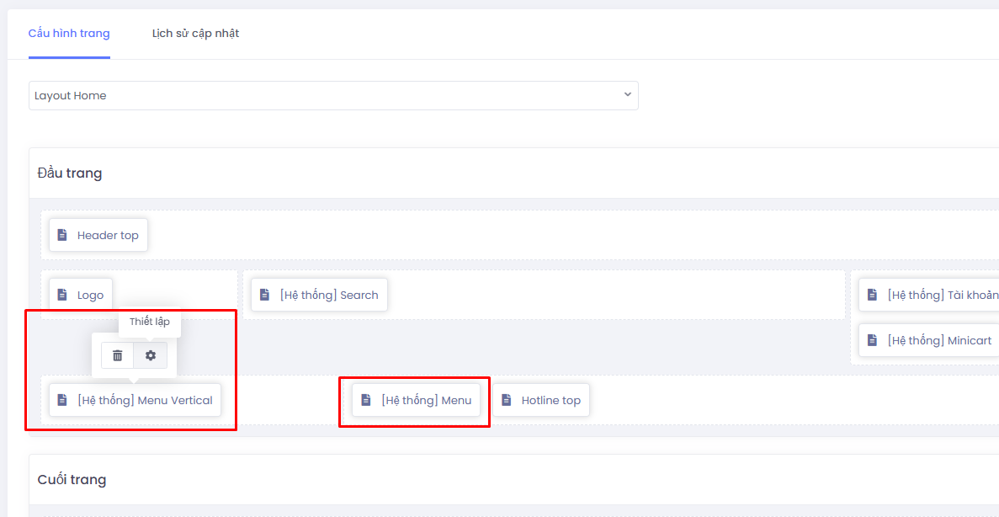 Cấu hình trang
Lịch sử cập nhật
Layout Home
Đầu trang
Header top
Logo
[Hệ thống] Search
[Hệ thống] Tài khoản
Thiết lập
[Hệ thống] Minicart
[Hệ thống] Menu Vertical
[Hệ thống] Menu
Hotline top
Cuối trang